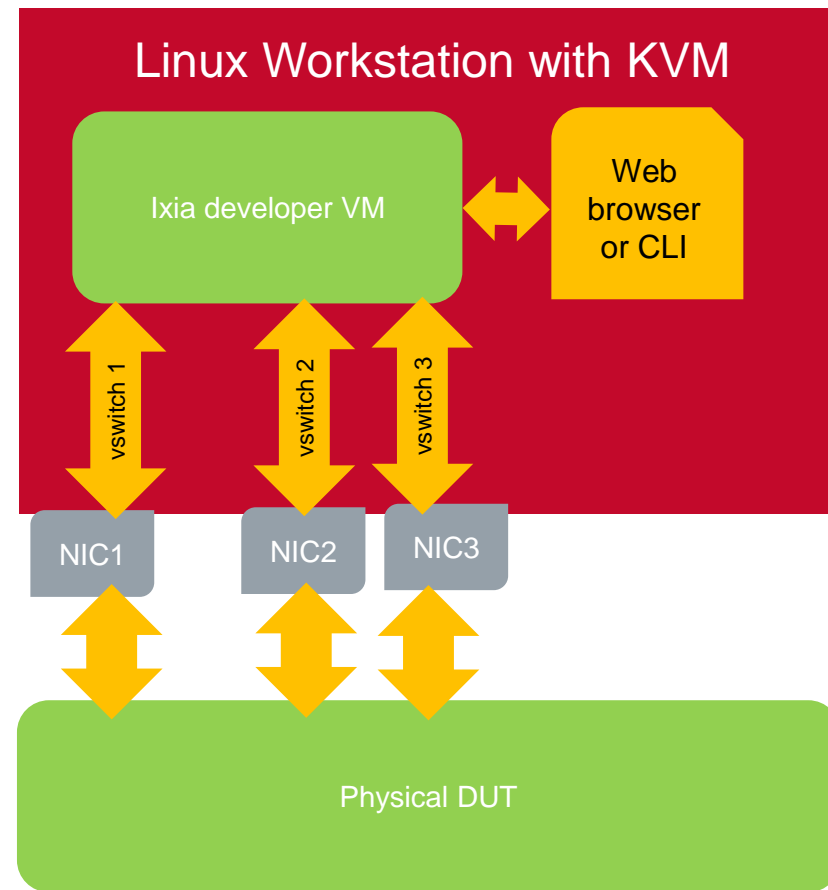 Linux Workstation with KVM
Ixia developer VM
Web
browser
or CLI
vswitch 1
vswitch 2
vswitch 3
NIC1
NIC2
NIC3
Physical DUT